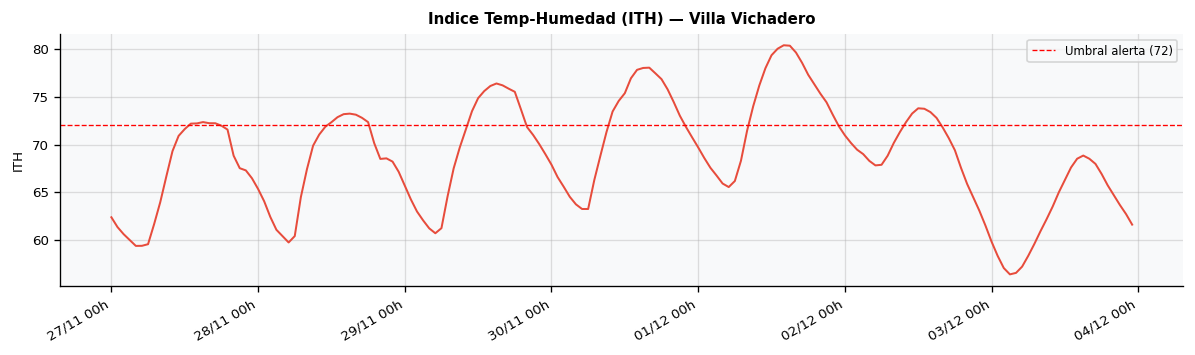 Indice Temp-Humedad (ITH) — Villa Vichadero
Umbral alerta (72)
ITH
80
75
70
65
60
27/11 00h
28/11 00h
29/11 00h
30/11 00h
01/12 00h
02/12 00h
03/12 00h
04/12 00h